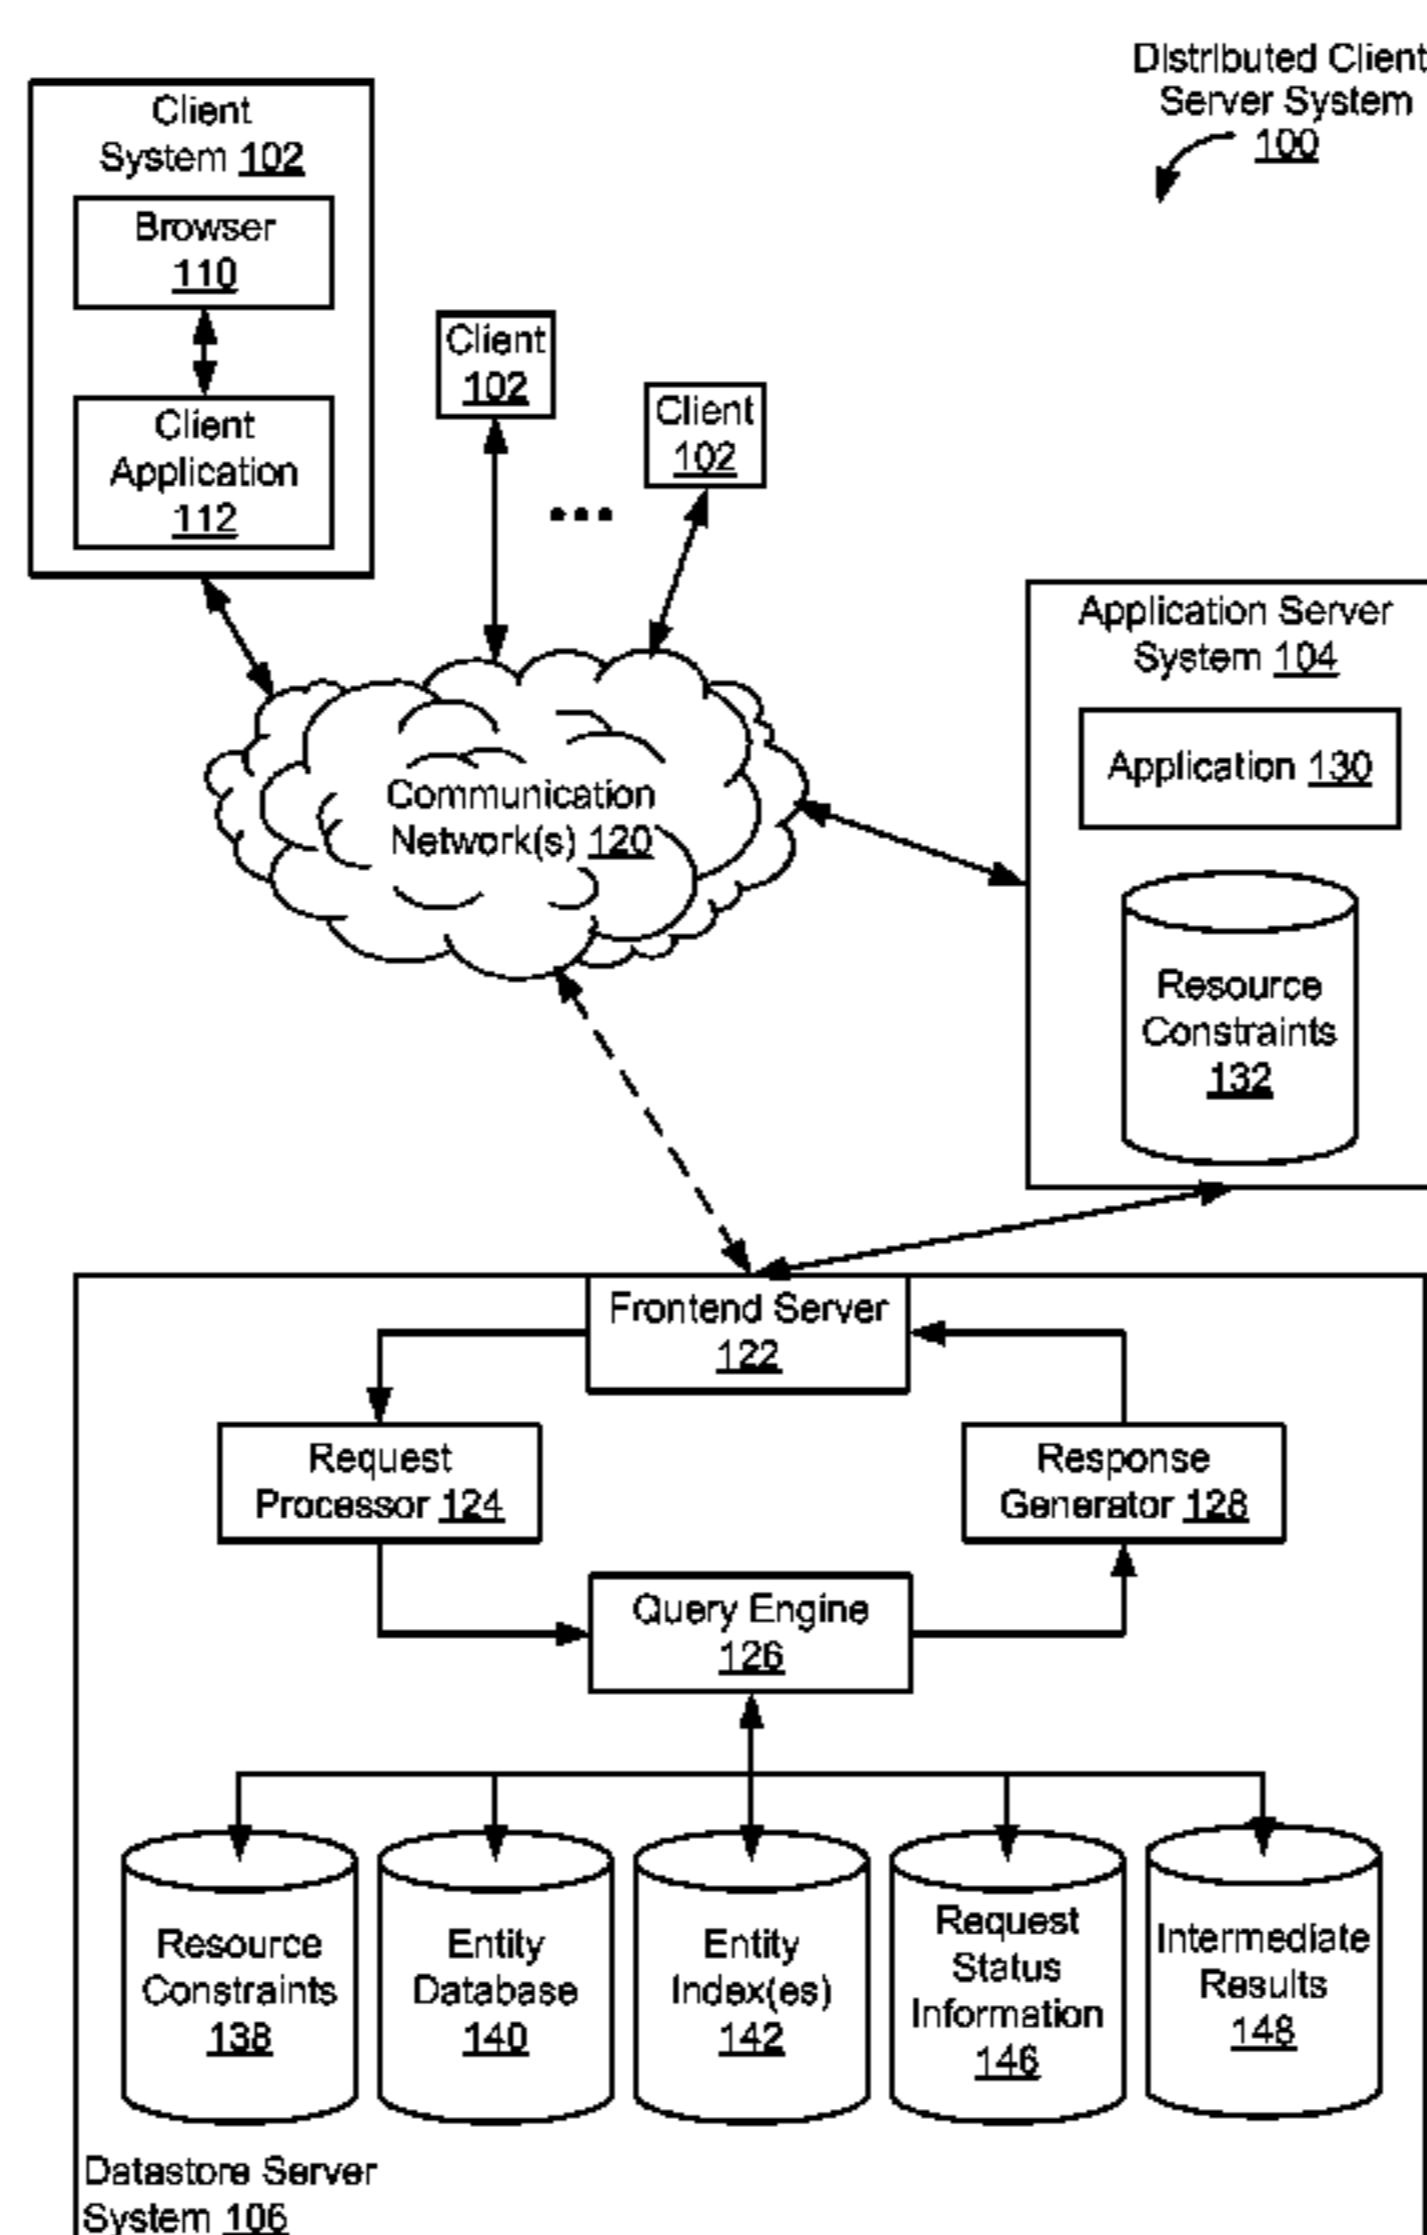 Distributed Client
Server System
100
Client
System 102
Browser
110
Client
Application
112
Client
102
Client
102
Application Server
System 104
Application 130
Resource
Constraints
132
Communication
Network(s) 120
Frontend Server
122
Request
Processor 124
Response
Generator 128
Query Engine
126
Resource
Constraints
138
Entity
Database
140
Entity
Index(es)
142
Request
Status
Information
146
Intermediate
Results
148
Datastore Server
System 106